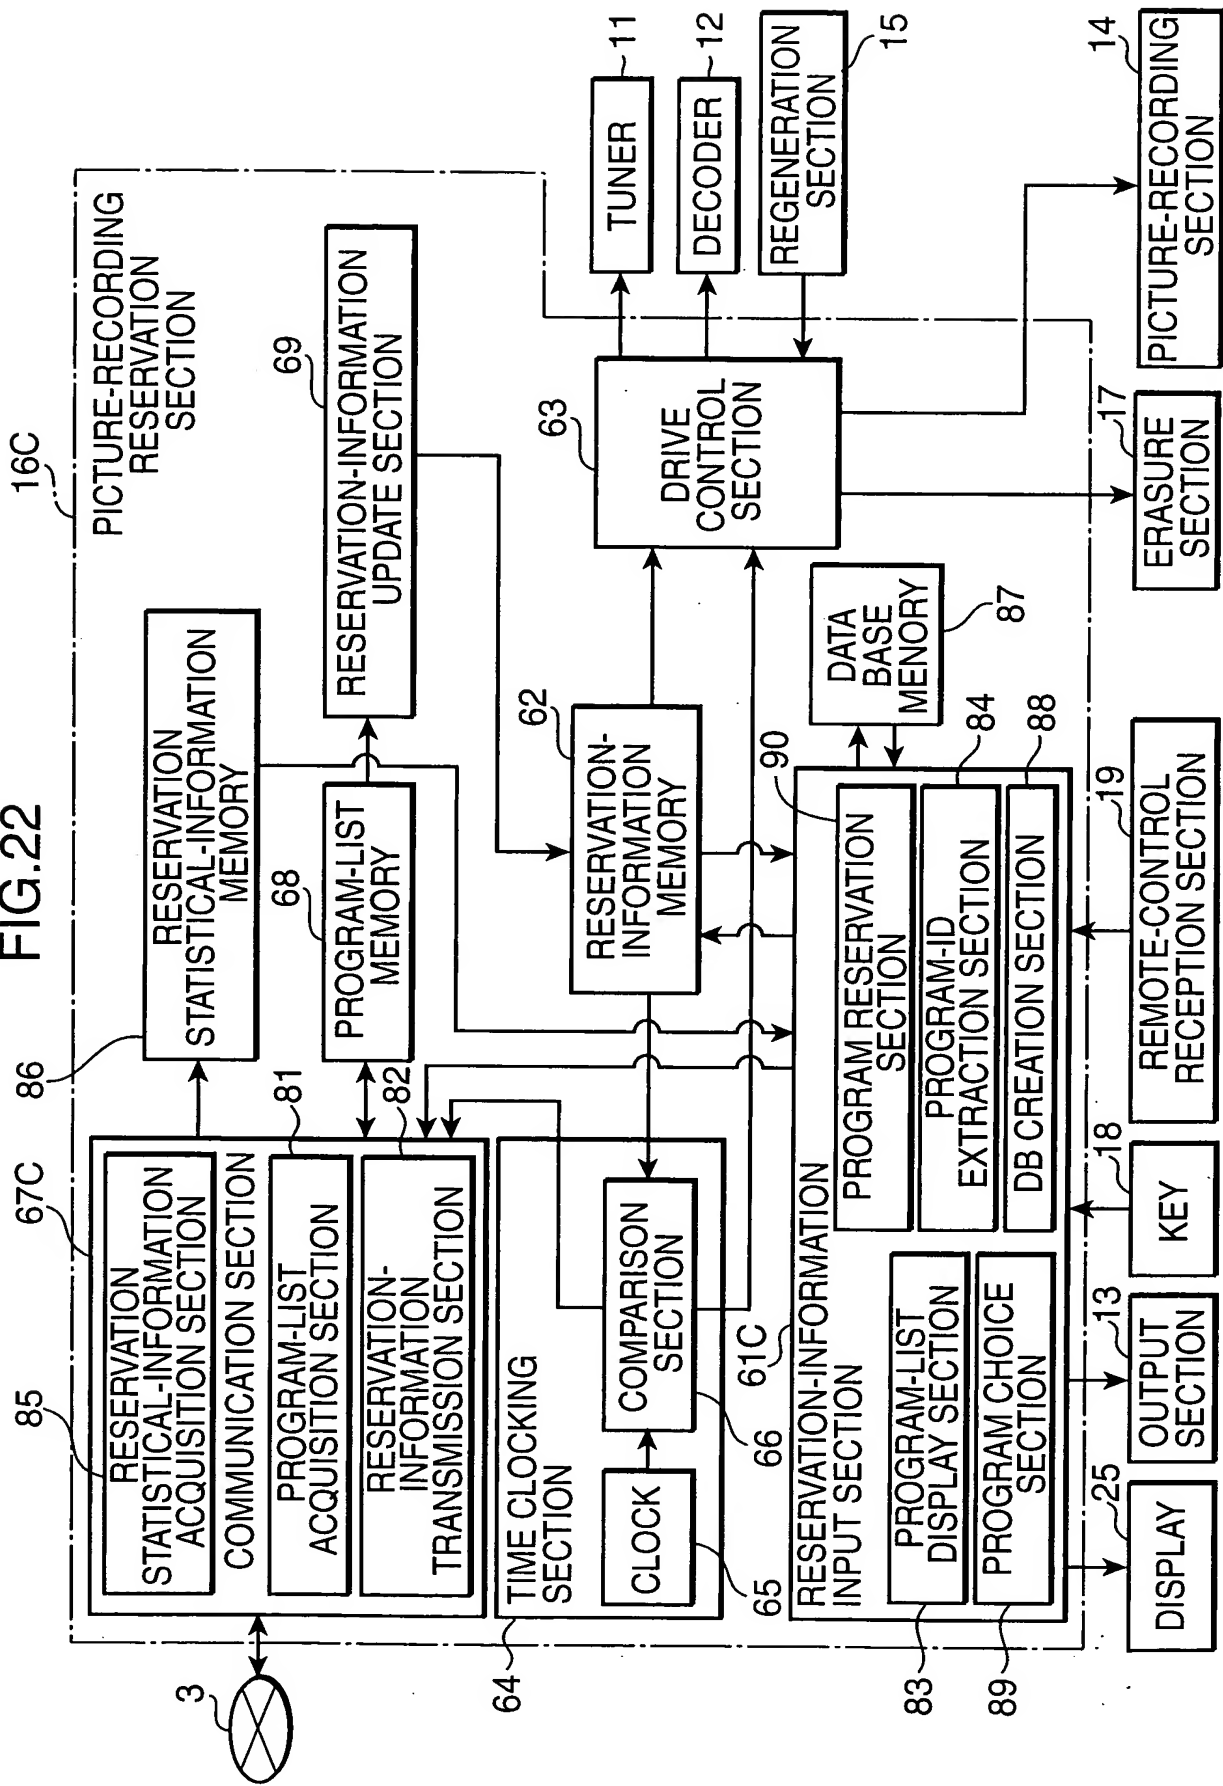 FIG.22
16C
PICTURE-RECORDING
RESERVATION
SECTION
3
67C
85
RESERVATION
STATISTICAL-INFORMATION
ACQUISITION SECTION
COMMUNICATION SECTION
81
PROGRAM-LIST
ACQUISITION SECTION
82
RESERVATION-
INFORMATION
TRANSMISSION SECTION
86
RESERVATION
STATISTICAL-INFORMATION
MEMORY
68
PROGRAM-LIST
MEMORY
69
RESERVATION-INFORMATION
UPDATE SECTION
64
TIME CLOCKING
SECTION
CLOCK
65
COMPARISON
SECTION
66
62
RESERVATION-
INFORMATION
MEMORY
63
DRIVE
CONTROL
SECTION
TUNER
11
DECODER
12
REGENERATION
SECTION
15
61C
RESERVATION-INFORMATION
INPUT SECTION
83
PROGRAM-LIST
DISPLAY SECTION
89
PROGRAM CHOICE
SECTION
90
PROGRAM RESERVATION
SECTION
84
PROGRAM-ID
EXTRACTION SECTION
88
DB CREATION SECTION
DATA
BASE
MENORY
87
25
DISPLAY
13
OUTPUT
SECTION
18
KEY
19
REMOTE-CONTROL
RECEPTION SECTION
17
ERASURE
SECTION
14
PICTURE-RECORDING
SECTION